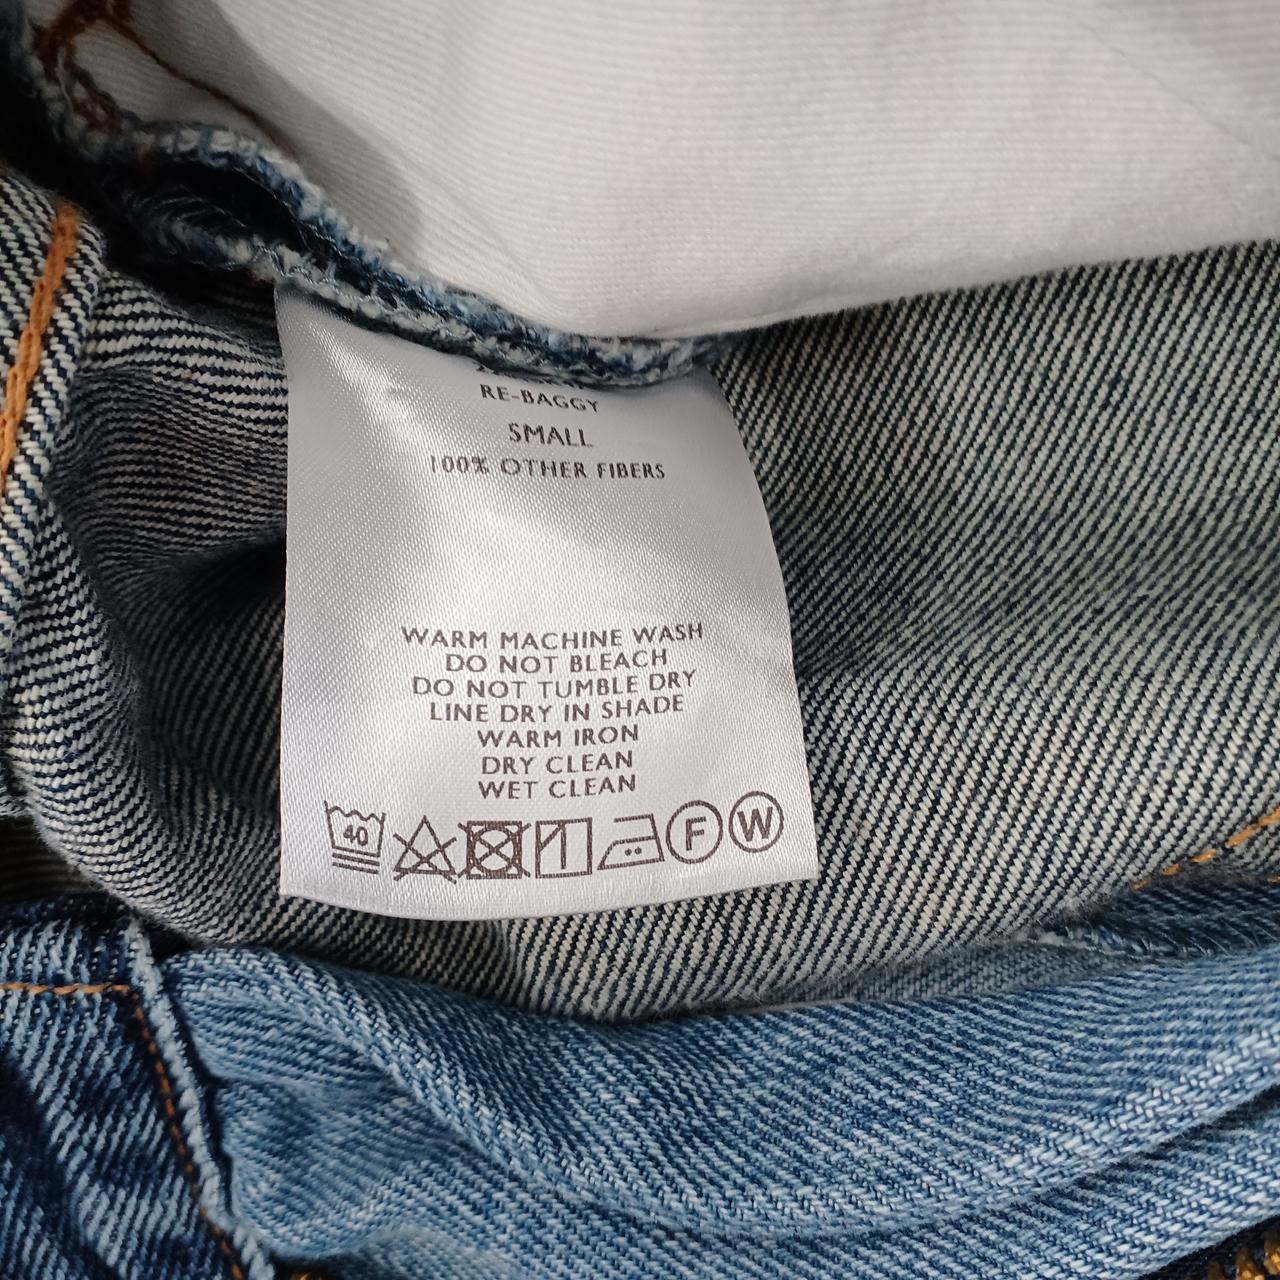 RE-BAGGY
SMALL
100% OTHER FIBERS
WARM MACHINE WASH
DO NOT BLEACH
DO NOT TUMBLE DRY
LINE DRY IN SHADE
WARM IRON
DRY CLEAN
WET CLEAN
40 F W